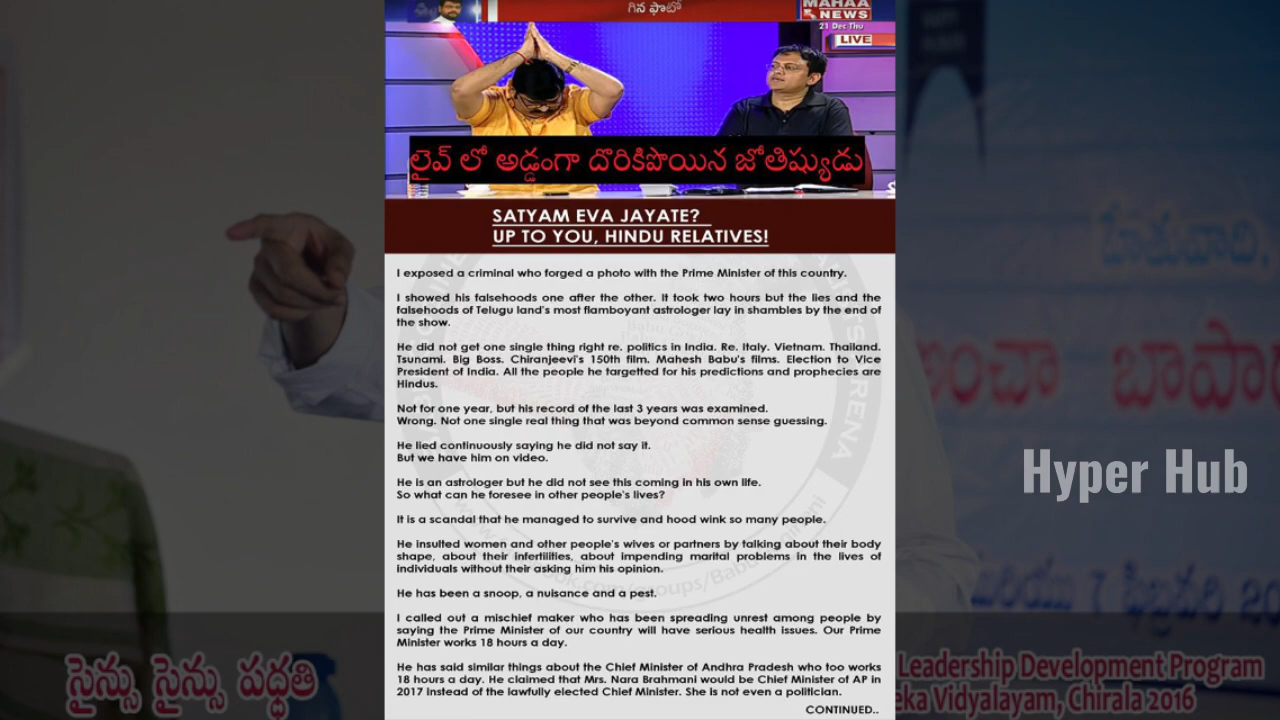 గిన ఫొటో
MAHAA
NEWS
21 Dec Thu
LIVE
లైవ్ లో అడ్డంగా దొరికిపొయిన జోతిష్యుడు
SATYAM EVA JAYATE?
UP TO YOU, HINDU RELATIVES!
I exposed a criminal who forged a photo with the Prime Minister of this country.
I showed his falsehoods one after the other. It took two hours but the lies and the
falsehoods of Telugu land's most flamboyant astrologer lay in shambles by the end of
the show.
He did not get one single thing right re. politics in India. Re. Italy. Vietnam. Thailand.
Tsunami. Big Boss. Chiranjeevi's 150th film. Mahesh Babu's films. Election to Vice
President of India. All the people he targetted for his predictions and prophecies are
Hindus.
Not for one year, but his record of the last 3 years was examined.
Wrong. Not one single real thing that was beyond common sense guessing.
He lied continuously saying he did not say it.
But we have him on video.
He is an astrologer but he did not see this coming in his own life.
So what can he foresee in other people's lives?
It is a scandal that he managed to survive and hood wink so many people.
He insulted women and other people's wives or partners by talking about their body
shape, about their infertilities, about impending marital problems in the lives of
individuals without their asking him his opinion.
He has been a snoop, a nuisance and a pest.
I called out a mischief maker who has been spreading unrest among people by
saying the Prime Minister of our country will have serious health issues. Our Prime
Minister works 18 hours a day.
He has said similar things about the Chief Minister of Andhra Pradesh who too works
18 hours a day. He claimed that Mrs. Nara Brahmani would be Chief Minister of AP in
2017 instead of the lawfully elected Chief Minister. She is not even a politician.
CONTINUED..
హేతువాది,
అంచా బాపా
Hyper Hub
మరియు 7 ఫిబ్రవరి 20
సైన్సు సైన్సు పద్ధతి
Leadership Development Program
eka Vidyalayam, Chirala 2016